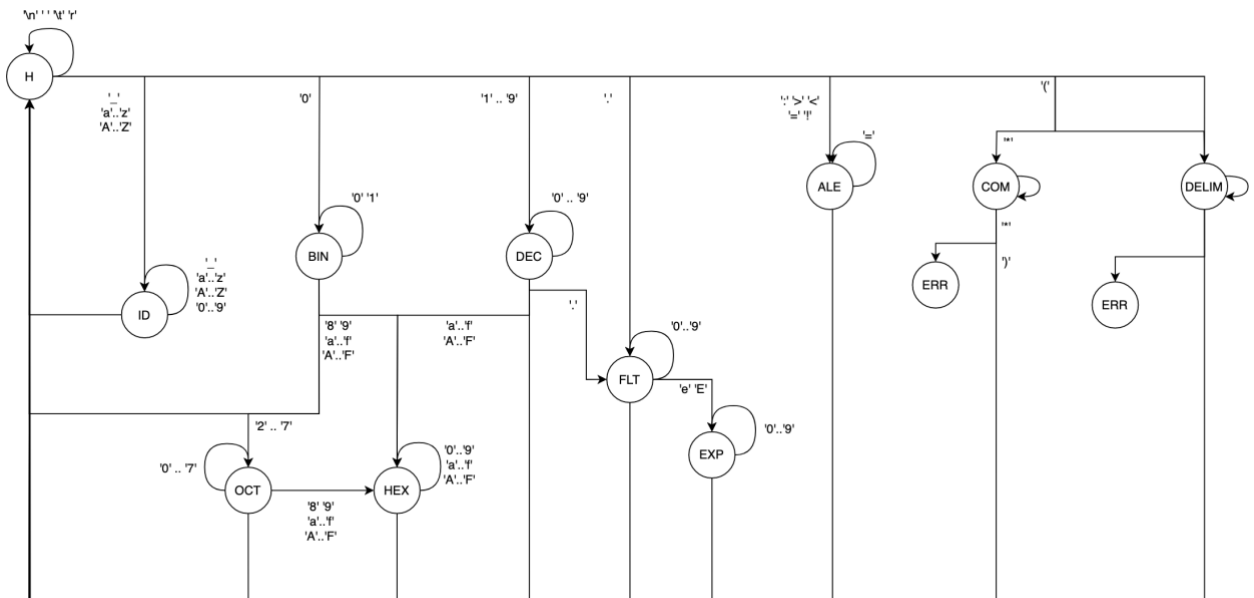 '\n' ' ' '\t' 'r'
H
'_'
'a'..'z'
'A'..'Z'
'0'
'1' .. '9'
'.'
':' '>' '<'
'=' '!'
'='
'('
'*'
ALE
COM
DELIM
'0' '1'
'0' .. '9'
BIN
DEC
'*'
')'
ERR
ERR
'_'
'a'..'z'
'A'..'Z'
'0'..'9'
ID
'.'
'8' '9'
'a'..'f'
'A'..'F'
'a'..'f'
'A'..'F'
'0'..'9'
FLT
'e' 'E'
'2' .. '7'
'0'..'9'
EXP
'0' .. '7'
OCT
HEX
'0'..'9'
'a'..'f'
'A'..'F'
'8' '9'
'a'..'f'
'A'..'F'